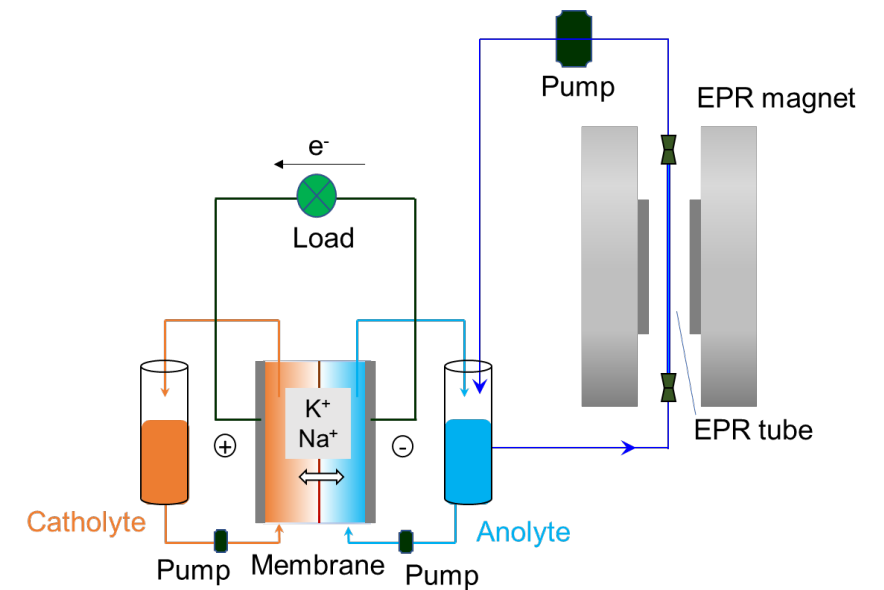 Pump
EPR magnet
e-
Load
K+
Na+
+
-
EPR tube
Catholyte
Anolyte
Pump
Membrane
Pump